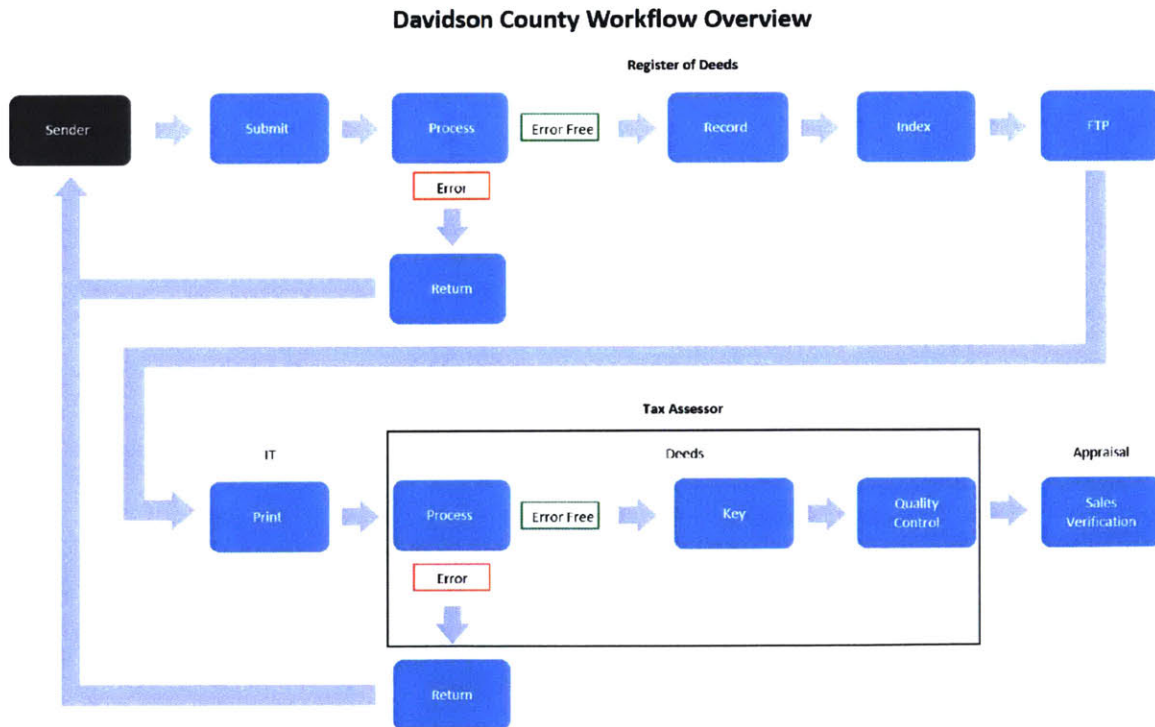 Davidson County Workflow Overview
Register of Deeds
Sender
Submit
Process
Error Free
Record
Index
FTP
Error
Return
Tax Assessor
IT
Deeds
Appraisal
Print
Process
Error Free
Key
Quality
Control
Sales
Verification
Error
Return